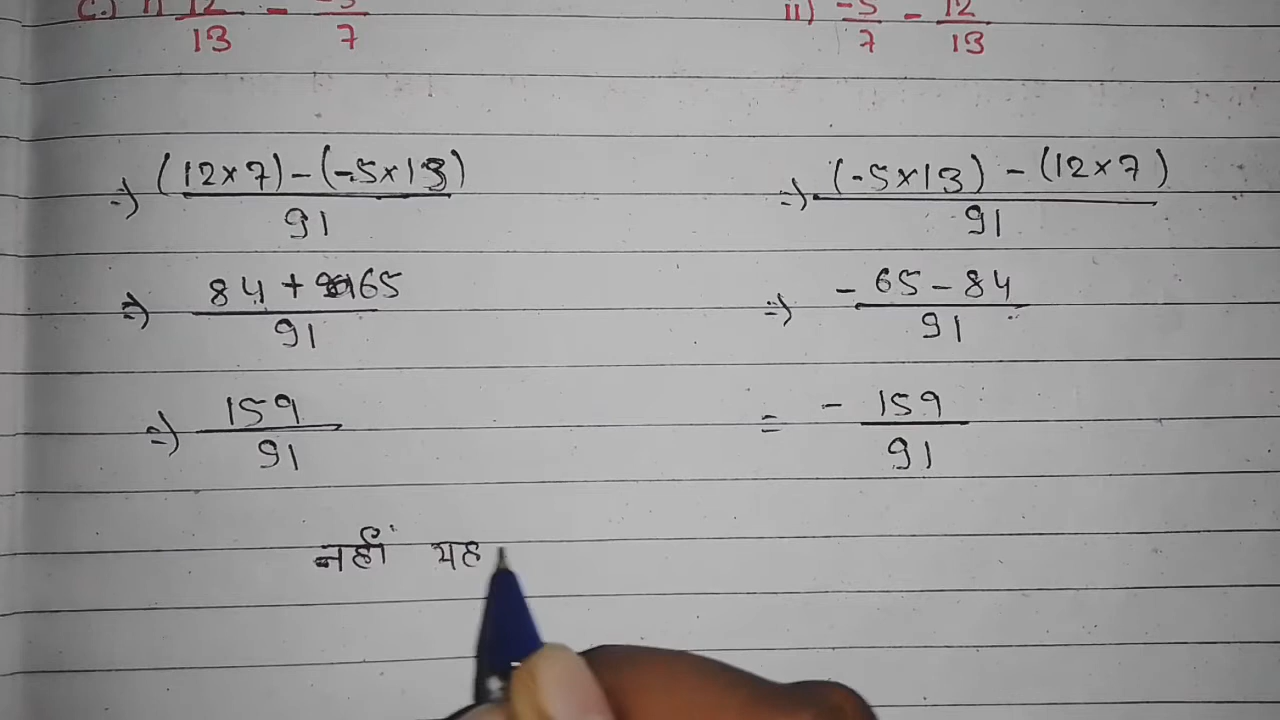 c.) i) 12/13 - -5/7 ii) -5/7 - 12/13
=) (12×7)-(-5×13)/91 =) (-5×13)-(12×7)/91
=) 84+65/91 =) -65-84/91
=) 159/91 = -159/91
नहीं यह